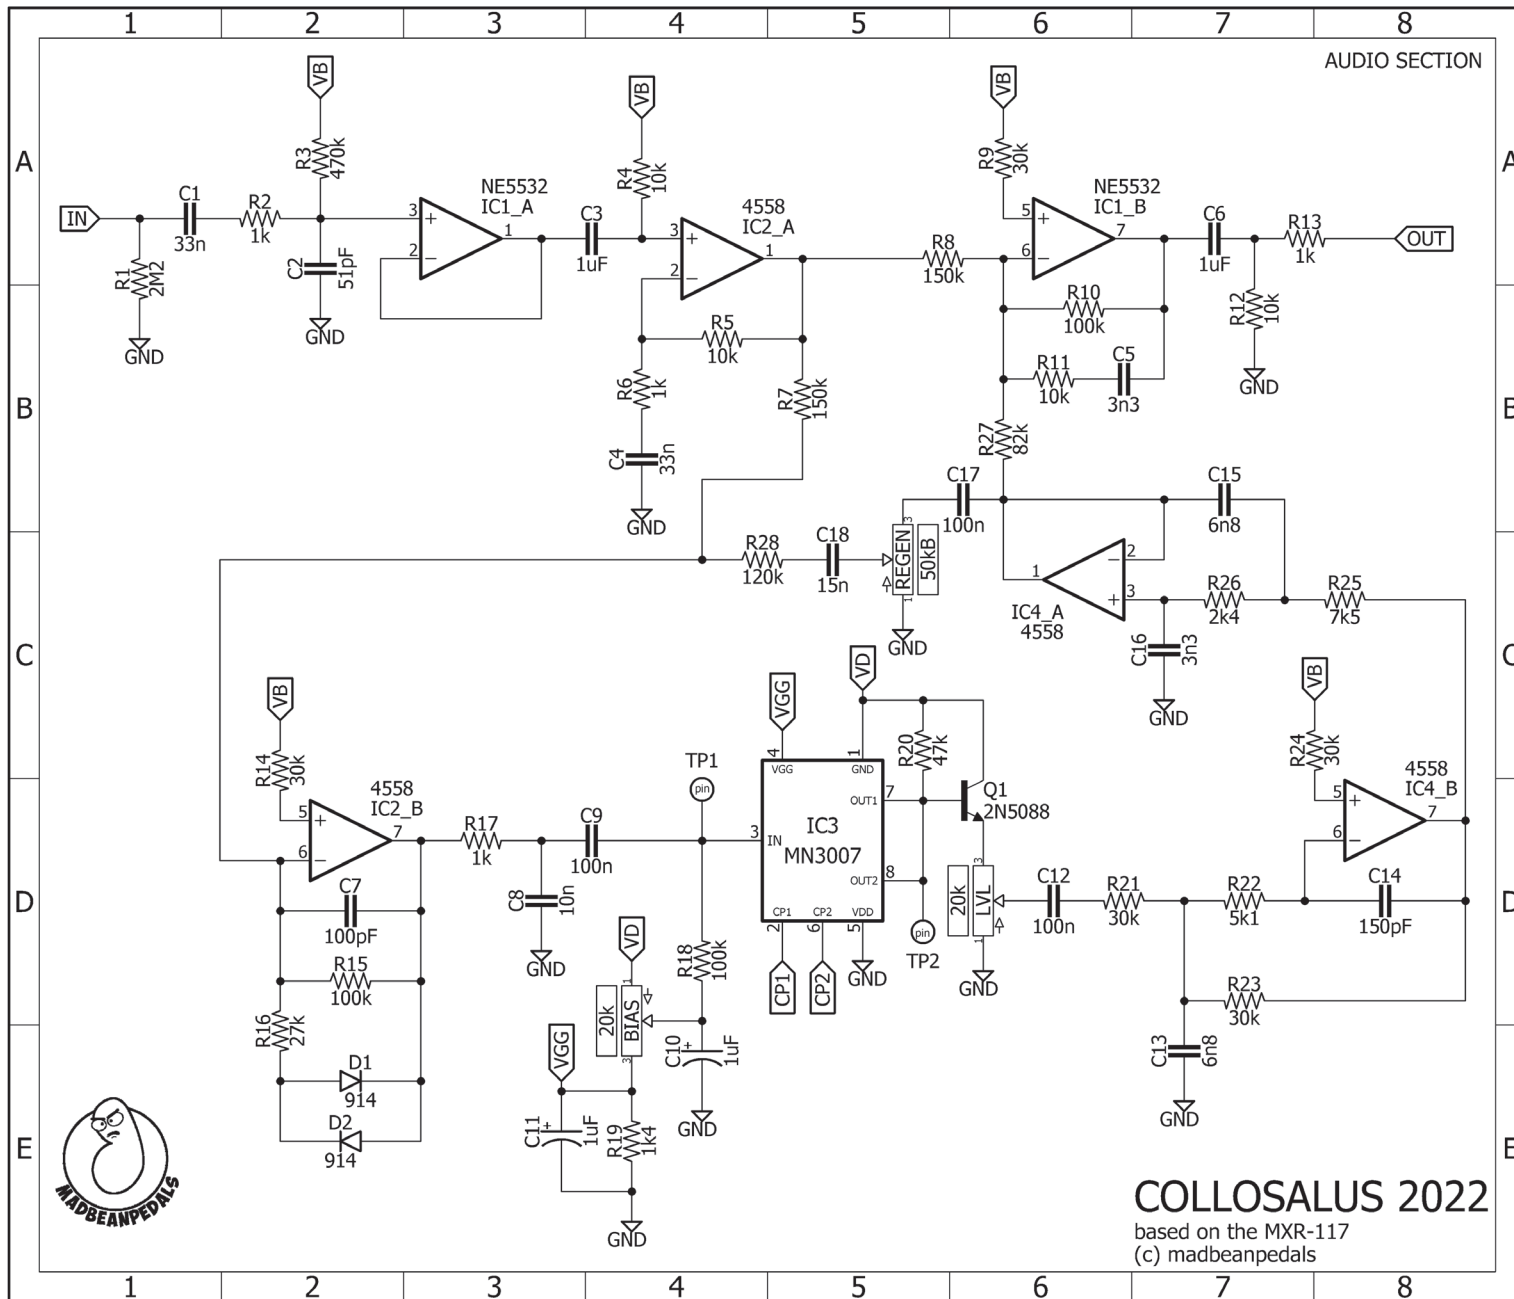 1 2 3 4 5 6 7 8
AUDIO SECTION
A
A
VB
VB
VB
R3
470k
R4
10k
R9
30k
IN
C1
33n
R2
1k
R1
2M2
GND
C2
51pF
GND
NE5532
IC1_A
3
+
2
−
1
C3
1uF
4558
IC2_A
3
+
2
−
1
R8
150k
NE5532
IC1_B
5
+
6
−
7
C6
1uF
R13
1k
OUT
R12
10k
GND
R10
100k
R11
10k
C5
3n3
R5
10k
B
B
R6
1k
R7
150k
C4
33n
GND
R27
82k
C17
100n
C15
6n8
R28
120k
C18
15n
REGEN
50kB
3
1
GND
1
2
−
3
+
IC4_A
4558
R26
2k4
R25
7k5
C16
3n3
GND
C
C
VB
R14
30k
VGG
VD
R20
47k
VB
R24
30k
TP1
pin
4558
IC2_B
5
+
6
−
7
R17
1k
C9
100n
C8
10n
GND
4
VGG
1
GND
3
IN
IC3
MN3007
OUT1
7
OUT2
8
CP1
CP2
VDD
2
6
5
CP1
CP2
GND
pin
TP2
Q1
2N5088
20k
LVL
3
1
GND
C12
100n
R21
30k
R22
5k1
4558
IC4_B
5
+
6
−
7
C14
150pF
R23
30k
C13
6n8
GND
D
D
C7
100pF
R15
100k
R16
27k
D1
914
D2
914
VD
20k
BIAS
1
3
R18
100k
C10
+
1uF
GND
VGG
C11
+
1uF
R19
1k4
GND
E
E
MADBEANPEDALS
COLLOSALUS 2022
based on the MXR-117
(c) madbeanpedals
1 2 3 4 5 6 7 8